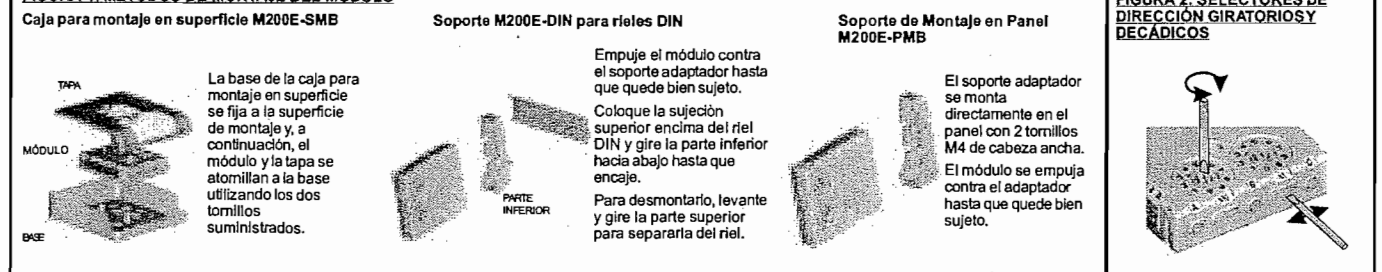 Caja para montaje en superficie M200E-SMB
TAPA
MÓDULO
BASE
La base de la caja para
montaje en superficie
se fija a la superficie
de montaje y, a
continuación, el
módulo y la tapa se
atornillan a la base
utilizando los dos
tornillos
suministrados.
Soporte M200E-DIN para rieles DIN
PARTE
INFERIOR
Empuje el módulo contra
el soporte adaptador hasta
que quede bien sujeto.
Coloque la sujeción
superior encima del riel
DIN y gire la parte inferior
hacia abajo hasta que
encaje.
Para desmontarlo, levante
y gire la parte superior
para separarla del riel.
Soporte de Montaje en Panel
M200E-PMB
El soporte adaptador
se monta
directamente en el
panel con 2 tornillos
M4 de cabeza ancha.
El módulo se empuja
contra el adaptador
hasta que quede bien
sujeto.
FIGURA 2: SELECTORES DE
DIRECCIÓN GIRATORIOS Y
DECÁDICOS